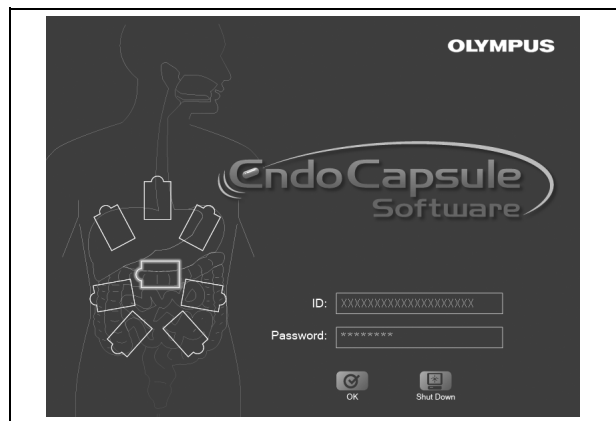 OLYMPUS
EndoCapsule
Software
ID: XXXXXXXXXXXXXXXXXXXX
Password: ********
OK Shut Down